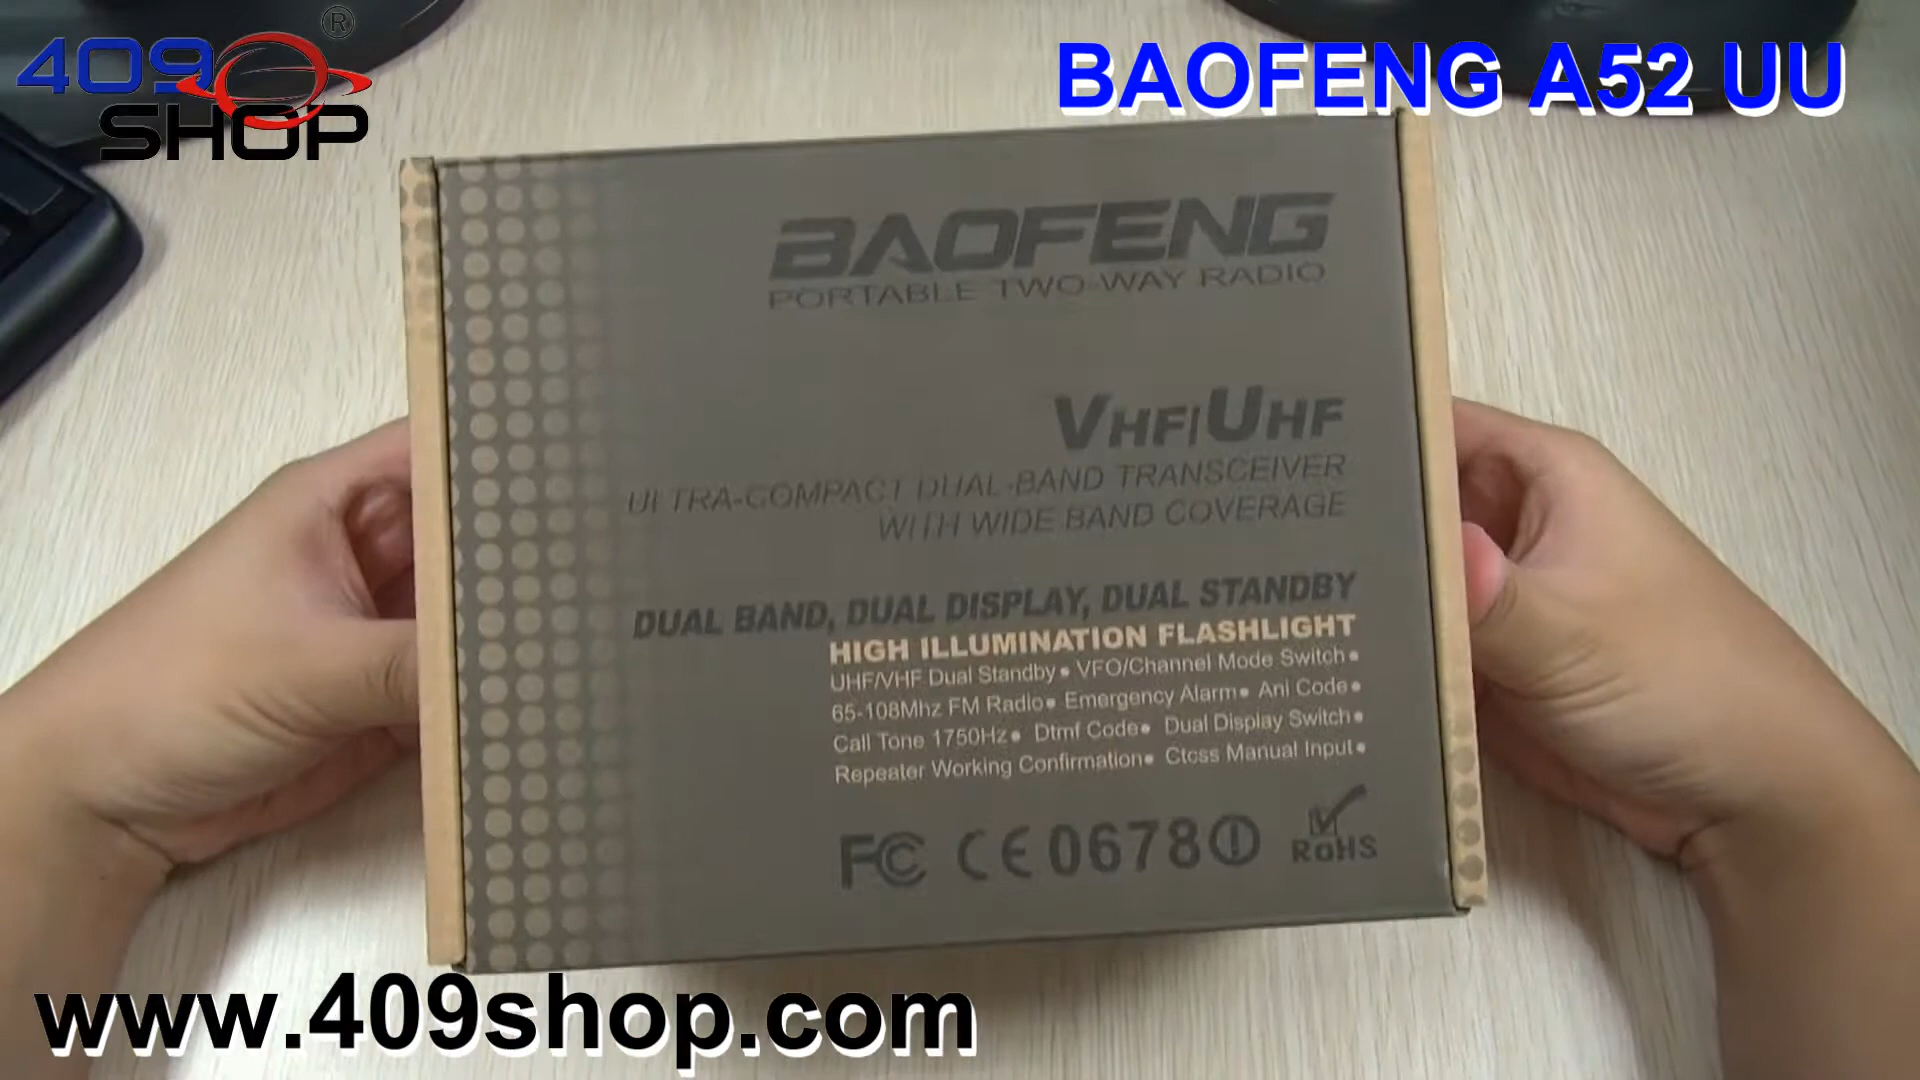 409 SHOP ®
BAOFENG A52 UU
BAOFENG
PORTABLE TWO-WAY RADIO
VHF|UHF
ULTRA-COMPACT DUAL-BAND TRANSCEIVER
WITH WIDE BAND COVERAGE
DUAL BAND, DUAL DISPLAY, DUAL STANDBY
HIGH ILLUMINATION FLASHLIGHT
UHF/VHF Dual Standby • VFO/Channel Mode Switch •
65-108Mhz FM Radio • Emergency Alarm • Ani Code •
Call Tone 1750Hz • Dtmf Code • Dual Display Switch •
Repeater Working Confirmation • Ctcss Manual Input •
FC CE0678 ! RoHS
www.409shop.com